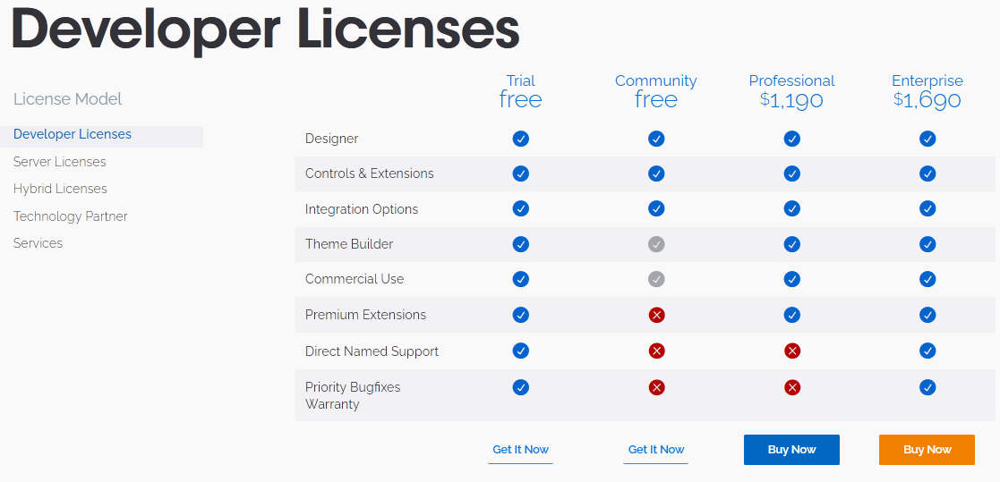 Developer Licenses
License Model
Developer Licenses
Server Licenses
Hybrid Licenses
Technology Partner
Services
Trial Community Professional Enterprise
free free $1,190 $1,690
Designer
Controls & Extensions
Integration Options
Theme Builder
Commercial Use
Premium Extensions
Direct Named Support
Priority Bugfixes
Warranty
Get It Now Get It Now Buy Now Buy Now